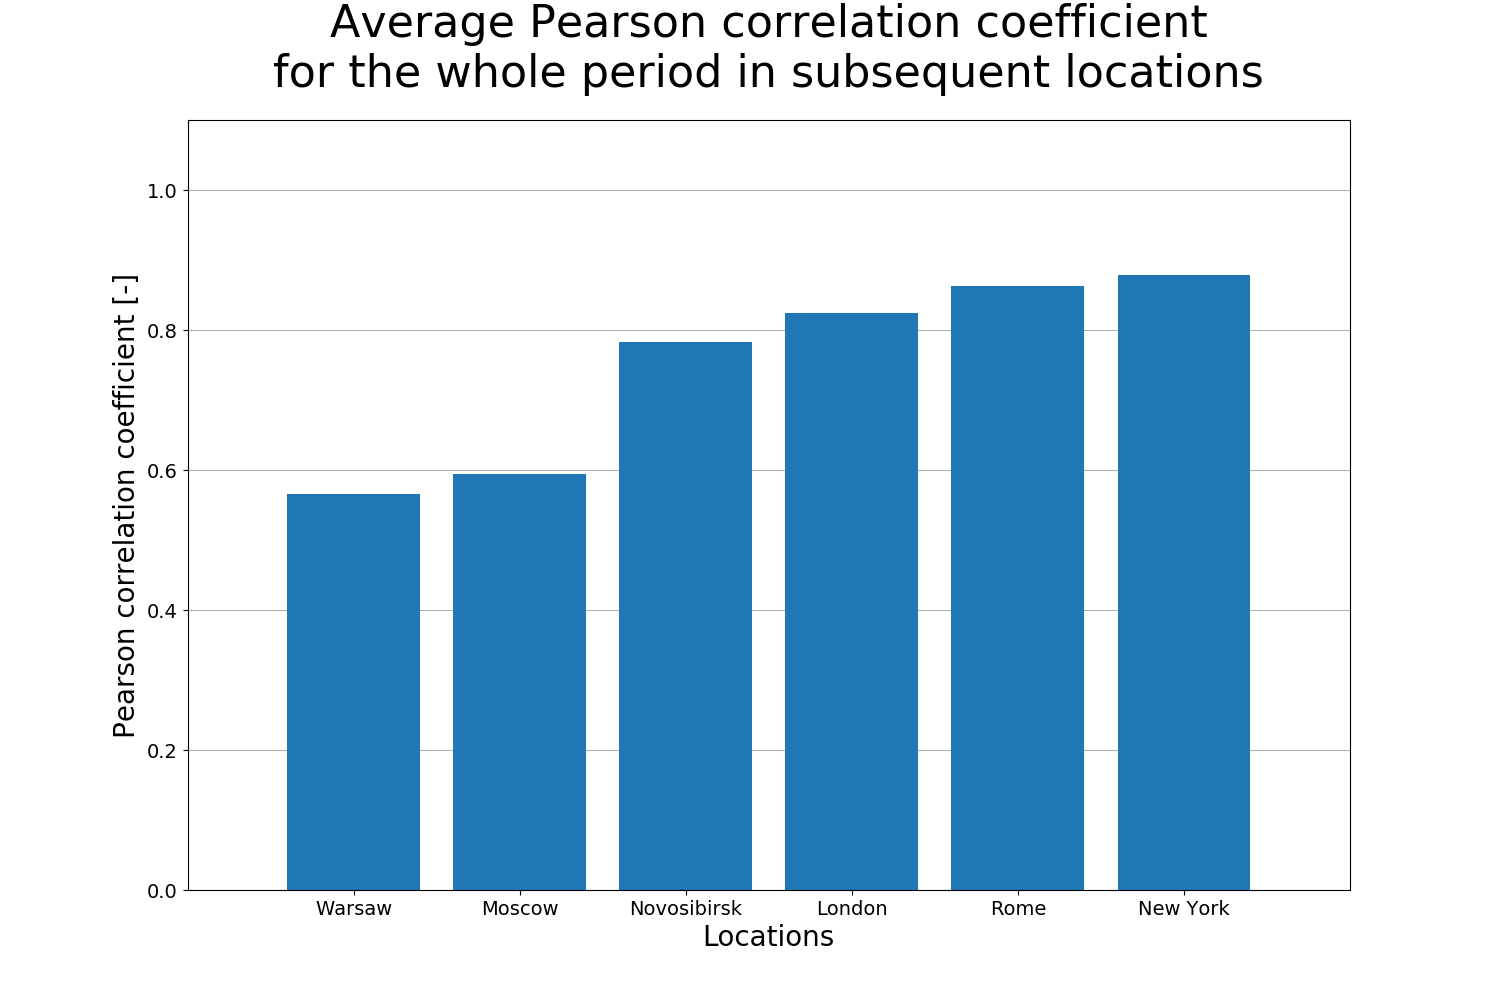 Average Pearson correlation coefficient
for the whole period in subsequent locations
Pearson correlation coefficient [-]
1.0
0.8
0.6
0.4
0.2
0.0
Warsaw Moscow Novosibirsk London Rome New York
Locations